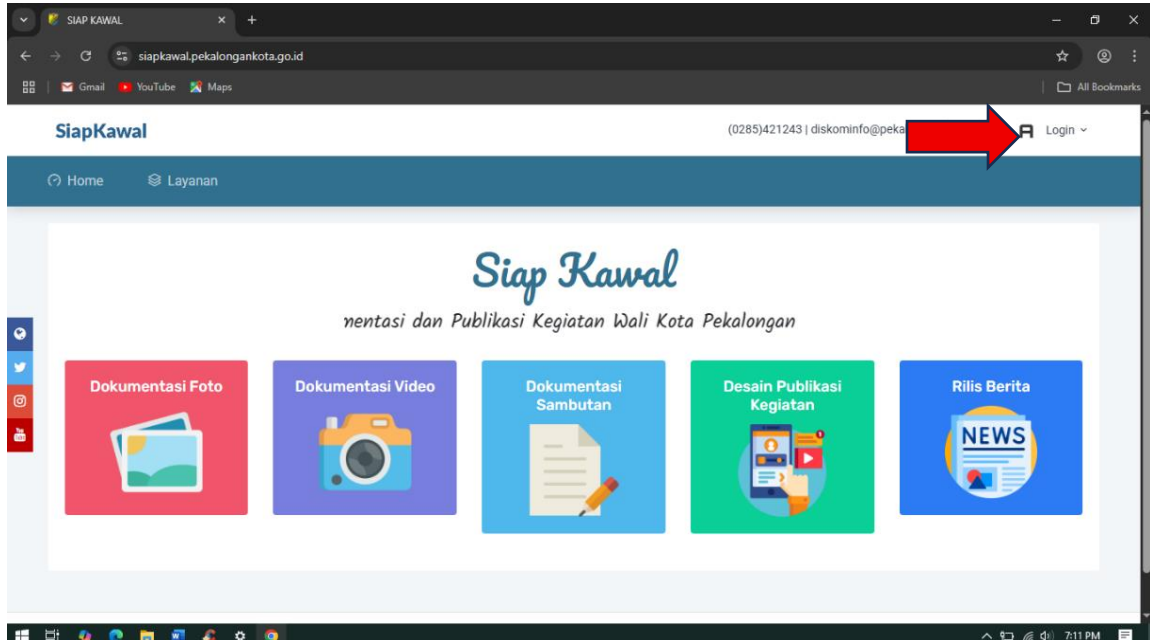 SIAP KAWAL
siapkawal.pekalongankota.go.id
Gmail YouTube Maps
All Bookmarks
SiapKawal
(0285)421243 | diskominfo@peka
Login
Home Layanan
Siap Kawal
nentasi dan Publikasi Kegiatan Wali Kota Pekalongan
Dokumentasi Foto
Dokumentasi Video
Dokumentasi
Sambutan
Desain Publikasi
Kegiatan
Rilis Berita
NEWS
7:11 PM